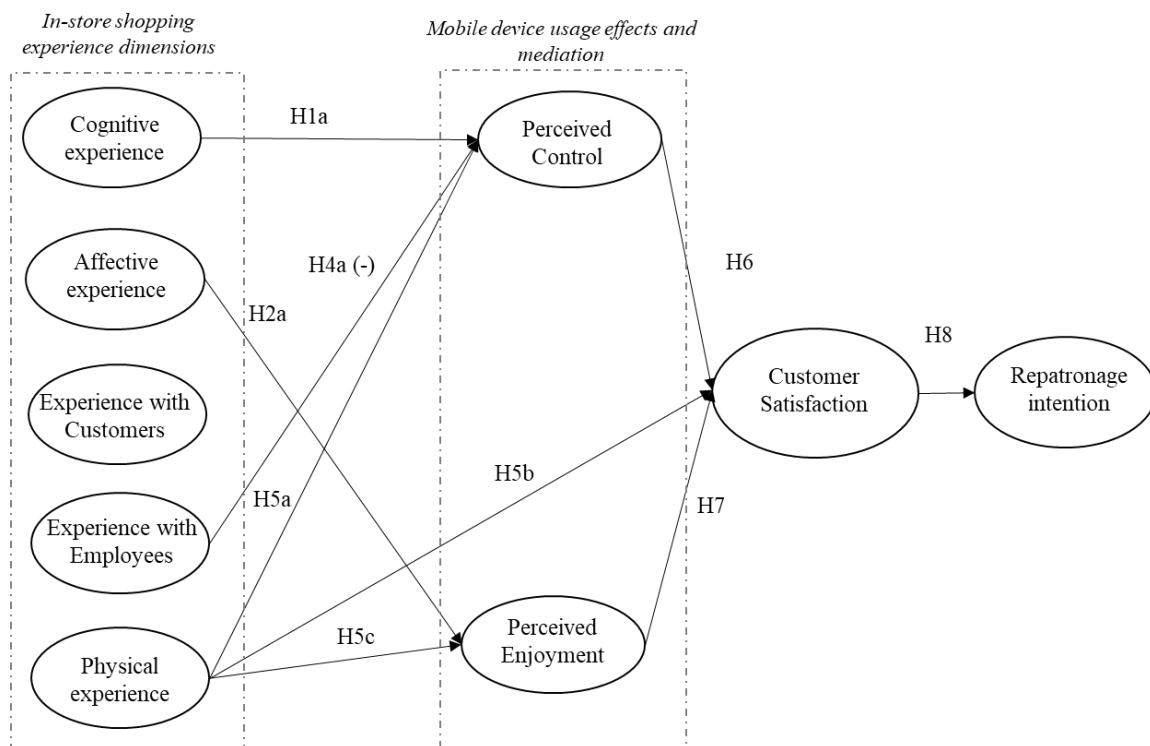 In-store shopping
experience dimensions
Mobile device usage effects and
mediation
Cognitive
experience
H1a
Perceived
Control
Affective
experience
H4a (-)
H2a
H6
Experience with
Customers
Customer
Satisfaction
H8
Repatronage
intention
Experience with
Employees
H5a
H5b
H7
Physical
experience
H5c
Perceived
Enjoyment